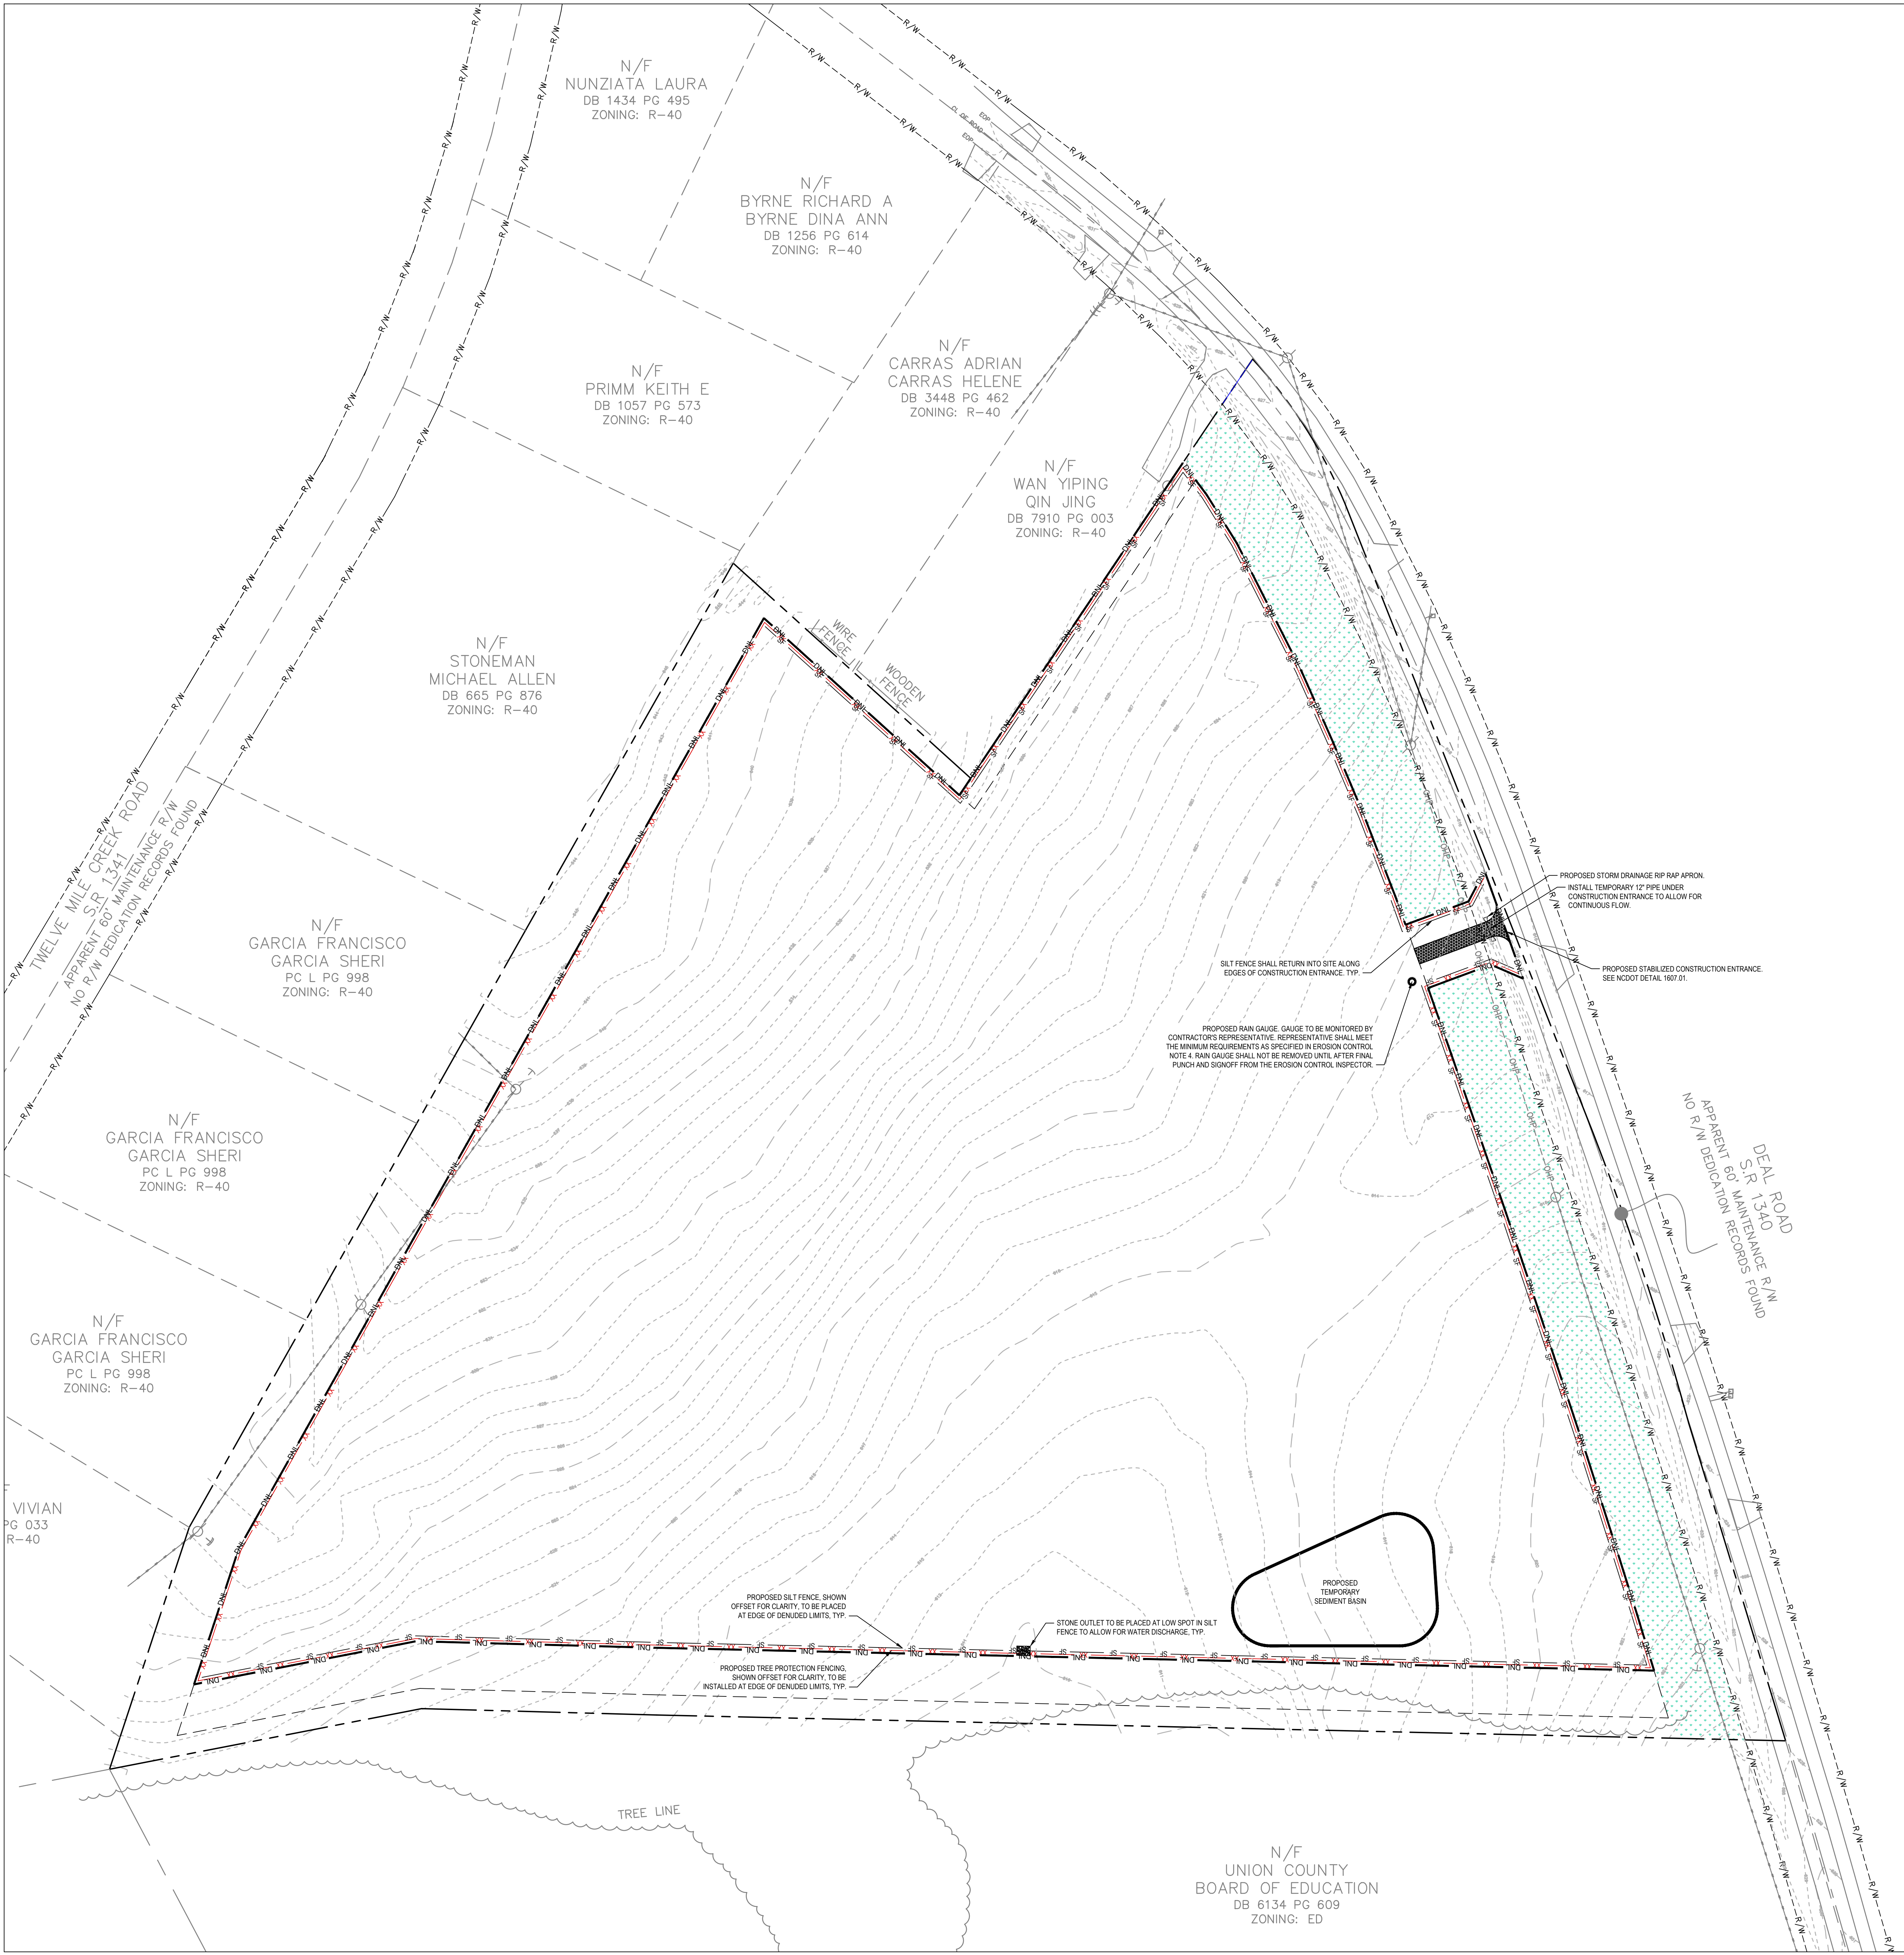 N/F
NUNZIATA LAURA
DB 1434 PG 495
ZONING: R-40
N/F
BYRNE RICHARD A
BYRNE DINA ANN
DB 1256 PG 614
ZONING: R-40
CL OF ROAD
EOP
EOP
N/F
PRIMM KEITH E
DB 1057 PG 573
ZONING: R-40
N/F
CARRAS ADRIAN
CARRAS HELENE
DB 3448 PG 462
ZONING: R-40
N/F
WAN YIPING
QIN JING
DB 7910 PG 003
ZONING: R-40
N/F
STONEMAN
MICHAEL ALLEN
DB 665 PG 876
ZONING: R-40
WIRE
FENCE
WOODEN
FENCE
TWELVE MILE CREEK ROAD
S.R 1341
APPARENT 60' MAINTENANCE R/W
NO R/W DEDICATION RECORDS FOUND
N/F
GARCIA FRANCISCO
GARCIA SHERI
PC L PG 998
ZONING: R-40
PROPOSED STORM DRAINAGE RIP RAP APRON.
INSTALL TEMPORARY 12" PIPE UNDER
CONSTRUCTION ENTRANCE TO ALLOW FOR
CONTINUOUS FLOW.
SILT FENCE SHALL RETURN INTO SITE ALONG
EDGES OF CONSTRUCTION ENTRANCE. TYP.
PROPOSED STABILIZED CONSTRUCTION ENTRANCE.
SEE NCDOT DETAIL 1607.01.
PROPOSED RAIN GAUGE. GAUGE TO BE MONITORED BY
CONTRACTOR'S REPRESENTATIVE. REPRESENTATIVE SHALL MEET
THE MINIMUM REQUIREMENTS AS SPECIFIED IN EROSION CONTROL
NOTE 4. RAIN GAUGE SHALL NOT BE REMOVED UNTIL AFTER FINAL
PUNCH AND SIGNOFF FROM THE EROSION CONTROL INSPECTOR.
N/F
GARCIA FRANCISCO
GARCIA SHERI
PC L PG 998
ZONING: R-40
DEAL ROAD
S.R 1340
APPARENT 60' MAINTENANCE R/W
NO R/W DEDICATION RECORDS FOUND
N/F
GARCIA FRANCISCO
GARCIA SHERI
PC L PG 998
ZONING: R-40
VIVIAN
PG 033
R-40
PROPOSED
TEMPORARY
SEDIMENT BASIN
PROPOSED SILT FENCE, SHOWN
OFFSET FOR CLARITY, TO BE PLACED
AT EDGE OF DENUDED LIMITS, TYP.
STONE OUTLET TO BE PLACED AT LOW SPOT IN SILT
FENCE TO ALLOW FOR WATER DISCHARGE, TYP.
PROPOSED TREE PROTECTION FENCING,
SHOWN OFFSET FOR CLARITY, TO BE
INSTALLED AT EDGE OF DENUDED LIMITS, TYP.
TREE LINE
N/F
UNION COUNTY
BOARD OF EDUCATION
DB 6134 PG 609
ZONING: ED
R/W
DNL
SF
XX
OHP